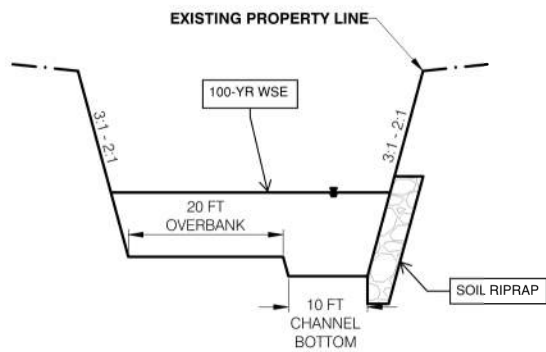 EXISTING PROPERTY LINE
100-YR WSE
3:1 - 2:1
3:1 - 2:1
20 FT
OVERBANK
SOIL RIPRAP
10 FT
CHANNEL
BOTTOM